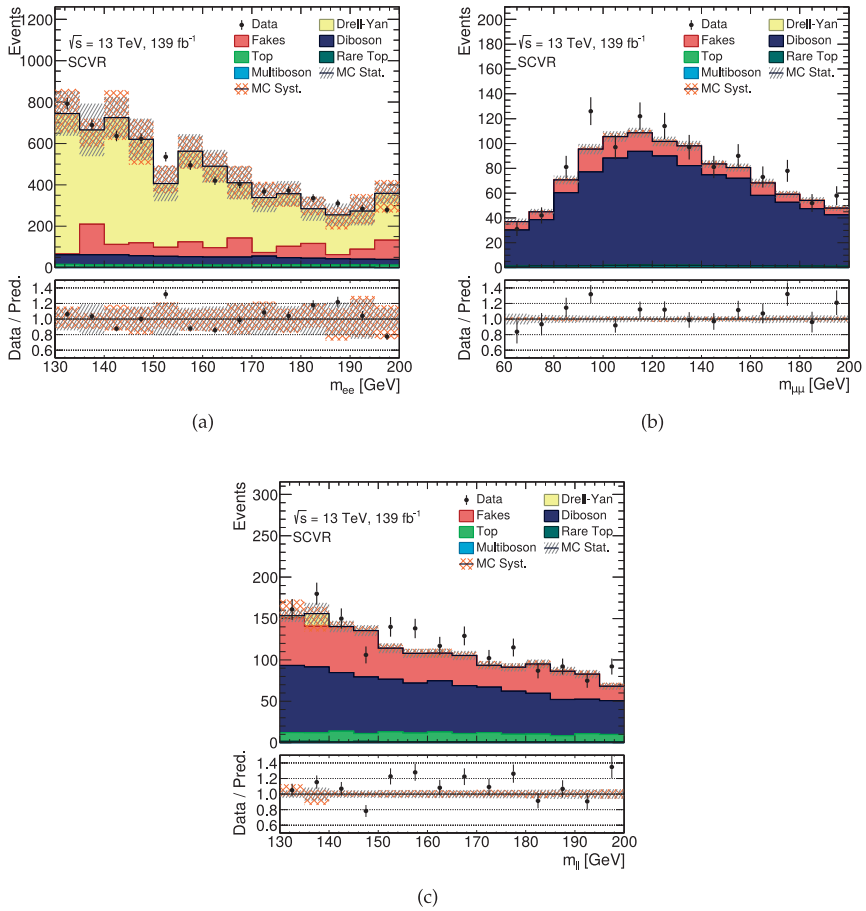 Events
1200
1000
800
600
400
200
0
√s = 13 TeV, 139 fb⁻¹
SCVR
Data
Fakes
Top
Multiboson
MC Syst.
Drell-Yan
Diboson
Rare Top
MC Stat.
Data / Pred.
1.4
1.2
1.0
0.8
0.6
130 140 150 160 170 180 190 200
m_ee [GeV]
(a)
Events
200
180
160
140
120
100
80
60
40
20
0
√s = 13 TeV, 139 fb⁻¹
SCVR
Data
Fakes
Top
Multiboson
MC Syst.
Drell-Yan
Diboson
Rare Top
MC Stat.
Data / Pred.
1.4
1.2
1.0
0.8
0.6
60 80 100 120 140 160 180 200
m_μμ [GeV]
(b)
Events
300
250
200
150
100
50
0
√s = 13 TeV, 139 fb⁻¹
SCVR
Data
Fakes
Top
Multiboson
MC Syst.
Drell-Yan
Diboson
Rare Top
MC Stat.
Data / Pred.
1.4
1.2
1.0
0.8
0.6
130 140 150 160 170 180 190 200
m_ll [GeV]
(c)